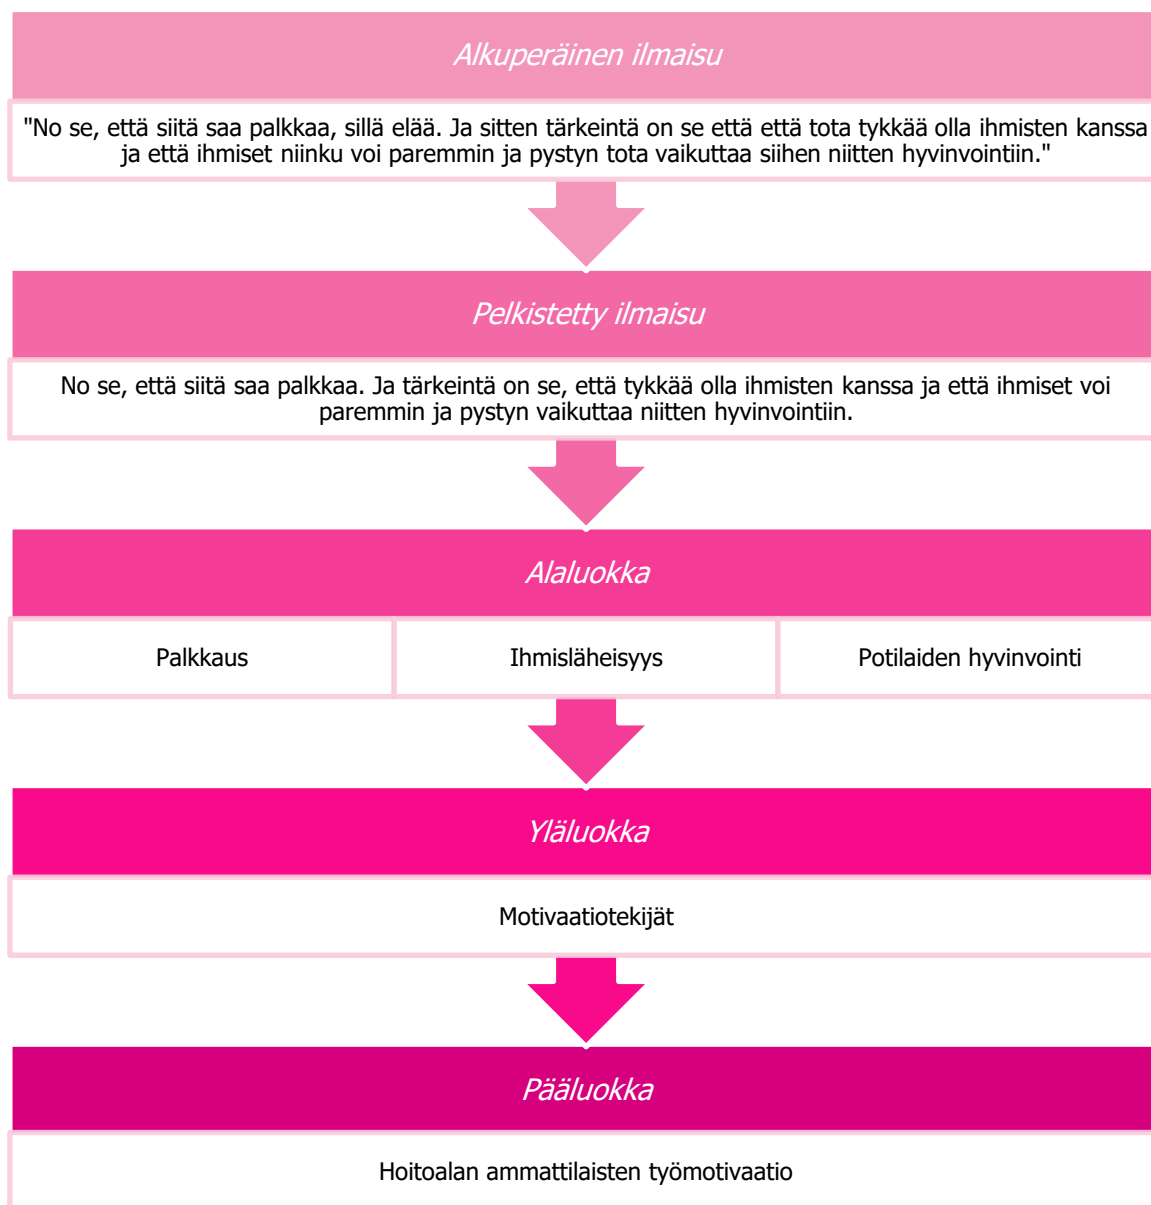 Alkuperäinen ilmaisu
"No se, että siitä saa palkkaa, sillä elää. Ja sitten tärkeintä on se että että tota tykkää olla ihmisten kanssa
ja että ihmiset niinku voi paremmin ja pystyn tota vaikuttaa siihen niitten hyvinvointiin."
Pelkistetty ilmaisu
No se, että siitä saa palkkaa. Ja tärkeintä on se, että tykkää olla ihmisten kanssa ja että ihmiset voi
paremmin ja pystyn vaikuttaa niitten hyvinvointiin.
Alaluokka
Palkkaus
Ihmisläheisyys
Potilaiden hyvinvointi
Yläluokka
Motivaatiotekijät
Pääluokka
Hoitoalan ammattilaisten työmotivaatio